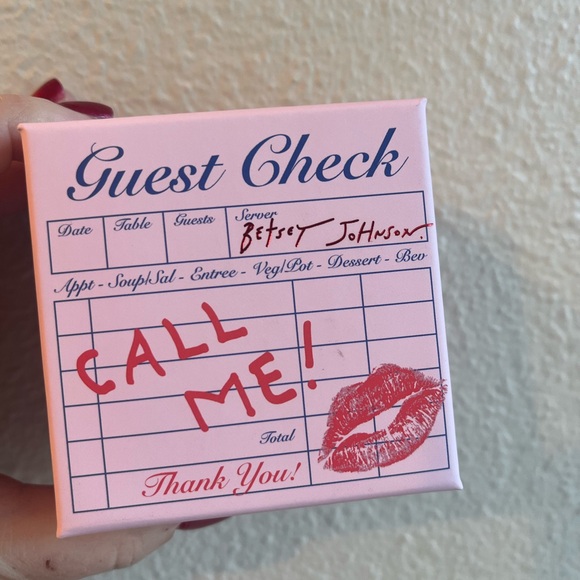 Guest Check
Date Table Guests Server
BETSEY JOHNSON.
Appt - Soup/Sal - Entree - Veg/Pot - Dessert - Bev
CALL
ME!
Total
Thank You!